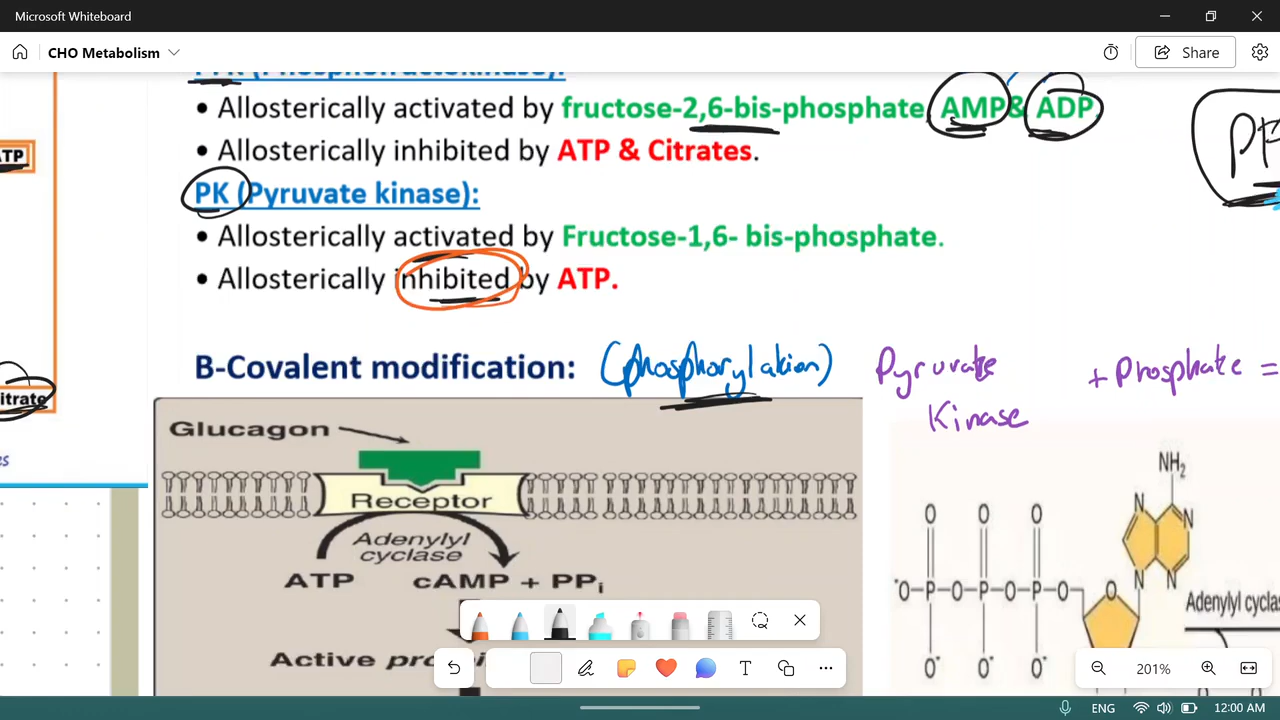 Microsoft Whiteboard
CHO Metabolism
Share
PFK (Phosphofructokinase):
• Allosterically activated by fructose-2,6-bis-phosphate, AMP & ADP.
• Allosterically inhibited by ATP & Citrates.
PK (Pyruvate kinase):
• Allosterically activated by Fructose-1,6- bis-phosphate.
• Allosterically inhibited by ATP.
B-Covalent modification: (phosphorylation)
Pyruvate + Phosphate =
Kinase
ATP
itrate
Glucagon
Receptor
Adenylyl
cyclase
ATP cAMP + PPi
Active
NH2
N N
N N
O O O
-O-P-O-P-O-P-O- O
O- O- O-
Adenylyl cyclas
T
201%
ENG 12:00 AM